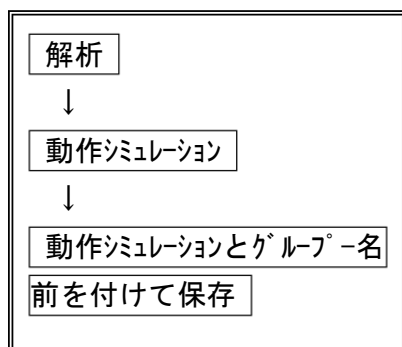 解析
↓
動作ｼﾐｭﾚｰｼｮﾝ
↓
動作ｼﾐｭﾚｰｼｮﾝとｸﾞﾙｰﾌﾟｰ名
前を付けて保存